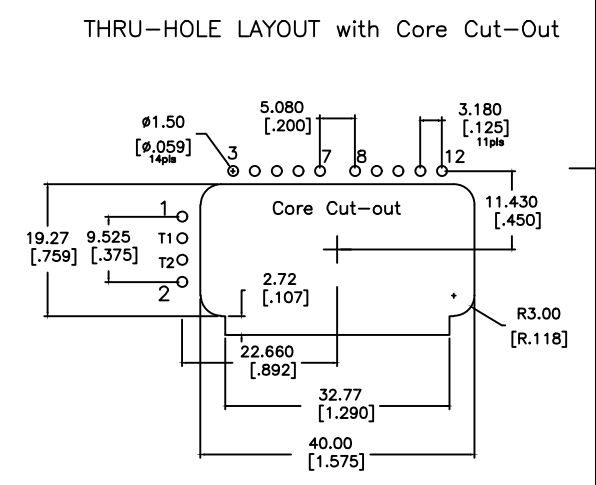 THRU-HOLE LAYOUT with Core Cut-Out
ø1.50
[ø.059]
14pls
5.080
[.200]
3.180
[.125]
11pls
3
7
8
12
11.430
[.450]
Core Cut-out
1
T1
T2
2
19.27
[.759]
9.525
[.375]
2.72
[.107]
R3.00
[R.118]
22.660
[.892]
32.77
[1.290]
40.00
[1.575]